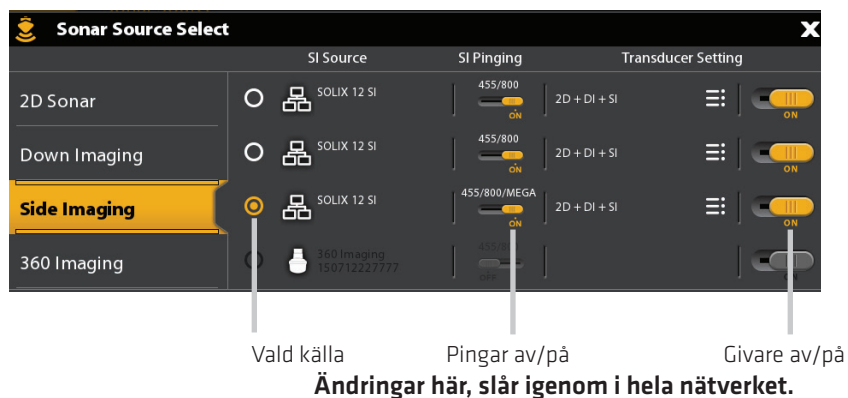 Sonar Source Select X
SI Source SI Pinging Transducer Setting
2D Sonar SOLIX 12 SI 455/800 ON 2D + DI + SI ON
Down Imaging SOLIX 12 SI 455/800 ON 2D + DI + SI ON
Side Imaging SOLIX 12 SI 455/800/MEGA ON 2D + DI + SI ON
360 Imaging 360 Imaging OFF
150712227777
Vald källa Pingar av/på Givare av/på
Ändringar här, slår igenom i hela nätverket.